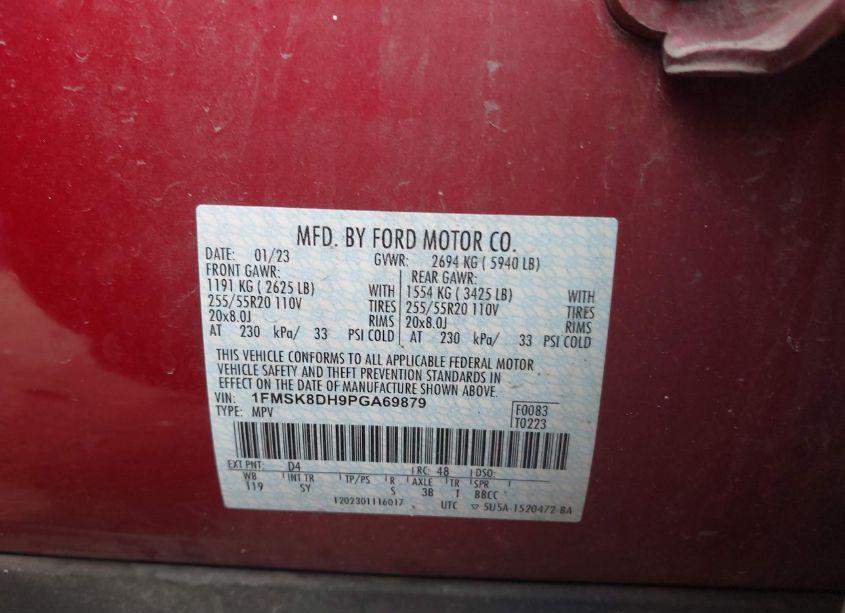 MFD. BY FORD MOTOR CO.
DATE: 01/23 GVWR: 2694 KG ( 5940 LB)
FRONT GAWR: REAR GAWR:
1191 KG ( 2625 LB) WITH 1554 KG ( 3425 LB) WITH
255/55R20 110V TIRES 255/55R20 110V TIRES
20x8.0J RIMS 20x8.0J RIMS
AT 230 kPa/ 33 PSI COLD AT 230 kPa/ 33 PSI COLD
THIS VEHICLE CONFORMS TO ALL APPLICABLE FEDERAL MOTOR
VEHICLE SAFETY AND THEFT PREVENTION STANDARDS IN
EFFECT ON THE DATE OF MANUFACTURE SHOWN ABOVE.
VIN: 1FMSK8DH9PGA69879 F0083
TYPE: MPV T0223
EXT PNT: D4 RC: 48 DSO:
WB INT TR TP/PS R AXLE TR SPR
119 5Y S 3B T BBCC
1202301116017 UTC ▽ 5U5A-1520472-BA